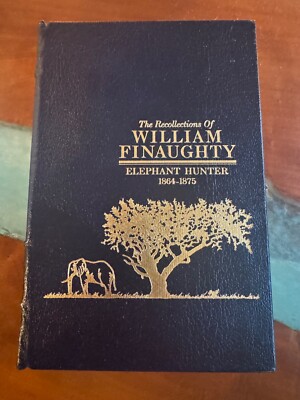 The Recollections Of
WILLIAM
FINAUGHTY
ELEPHANT HUNTER
1864-1875